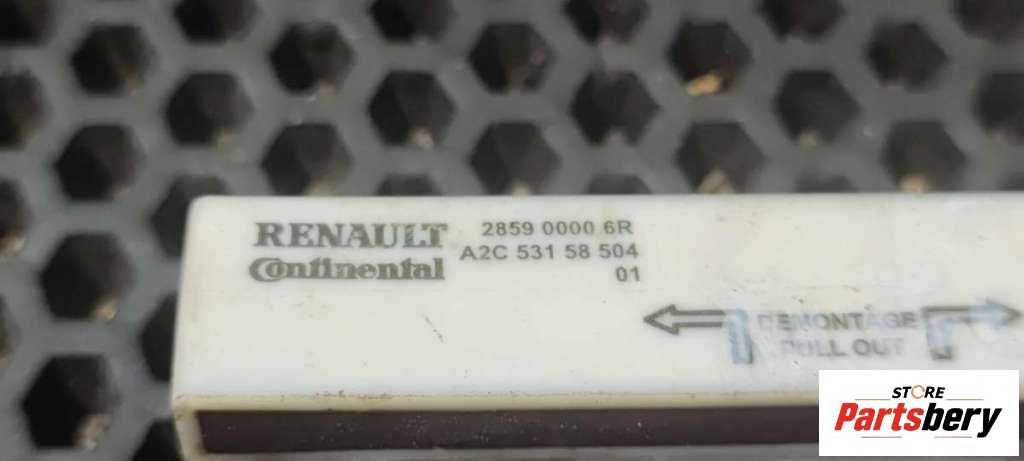 RENAULT
Continental
2859 0000 6R
A2C 531 58 504
01
DEMONTAGE
PULL OUT
STORE
Partsbery